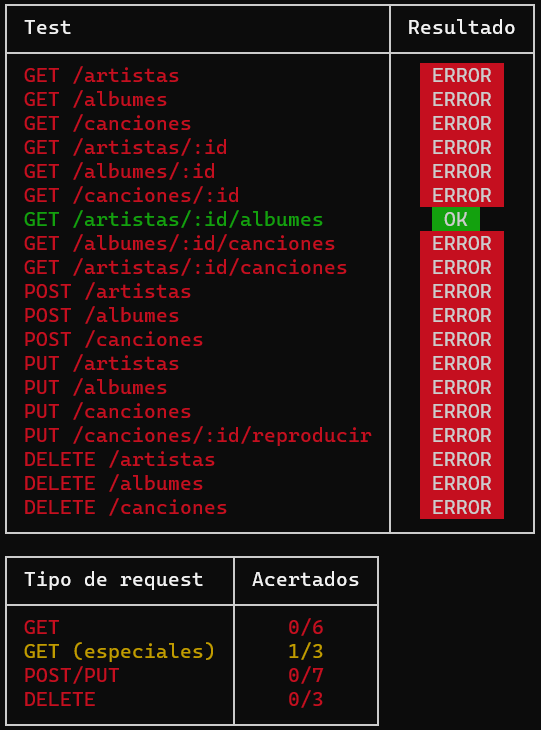 Test Resultado
GET /artistas ERROR
GET /albumes ERROR
GET /canciones ERROR
GET /artistas/:id ERROR
GET /albumes/:id ERROR
GET /canciones/:id ERROR
GET /artistas/:id/albumes OK
GET /albumes/:id/canciones ERROR
GET /artistas/:id/canciones ERROR
POST /artistas ERROR
POST /albumes ERROR
POST /canciones ERROR
PUT /artistas ERROR
PUT /albumes ERROR
PUT /canciones ERROR
PUT /canciones/:id/reproducir ERROR
DELETE /artistas ERROR
DELETE /albumes ERROR
DELETE /canciones ERROR
Tipo de request Acertados
GET 0/6
GET (especiales) 1/3
POST/PUT 0/7
DELETE 0/3